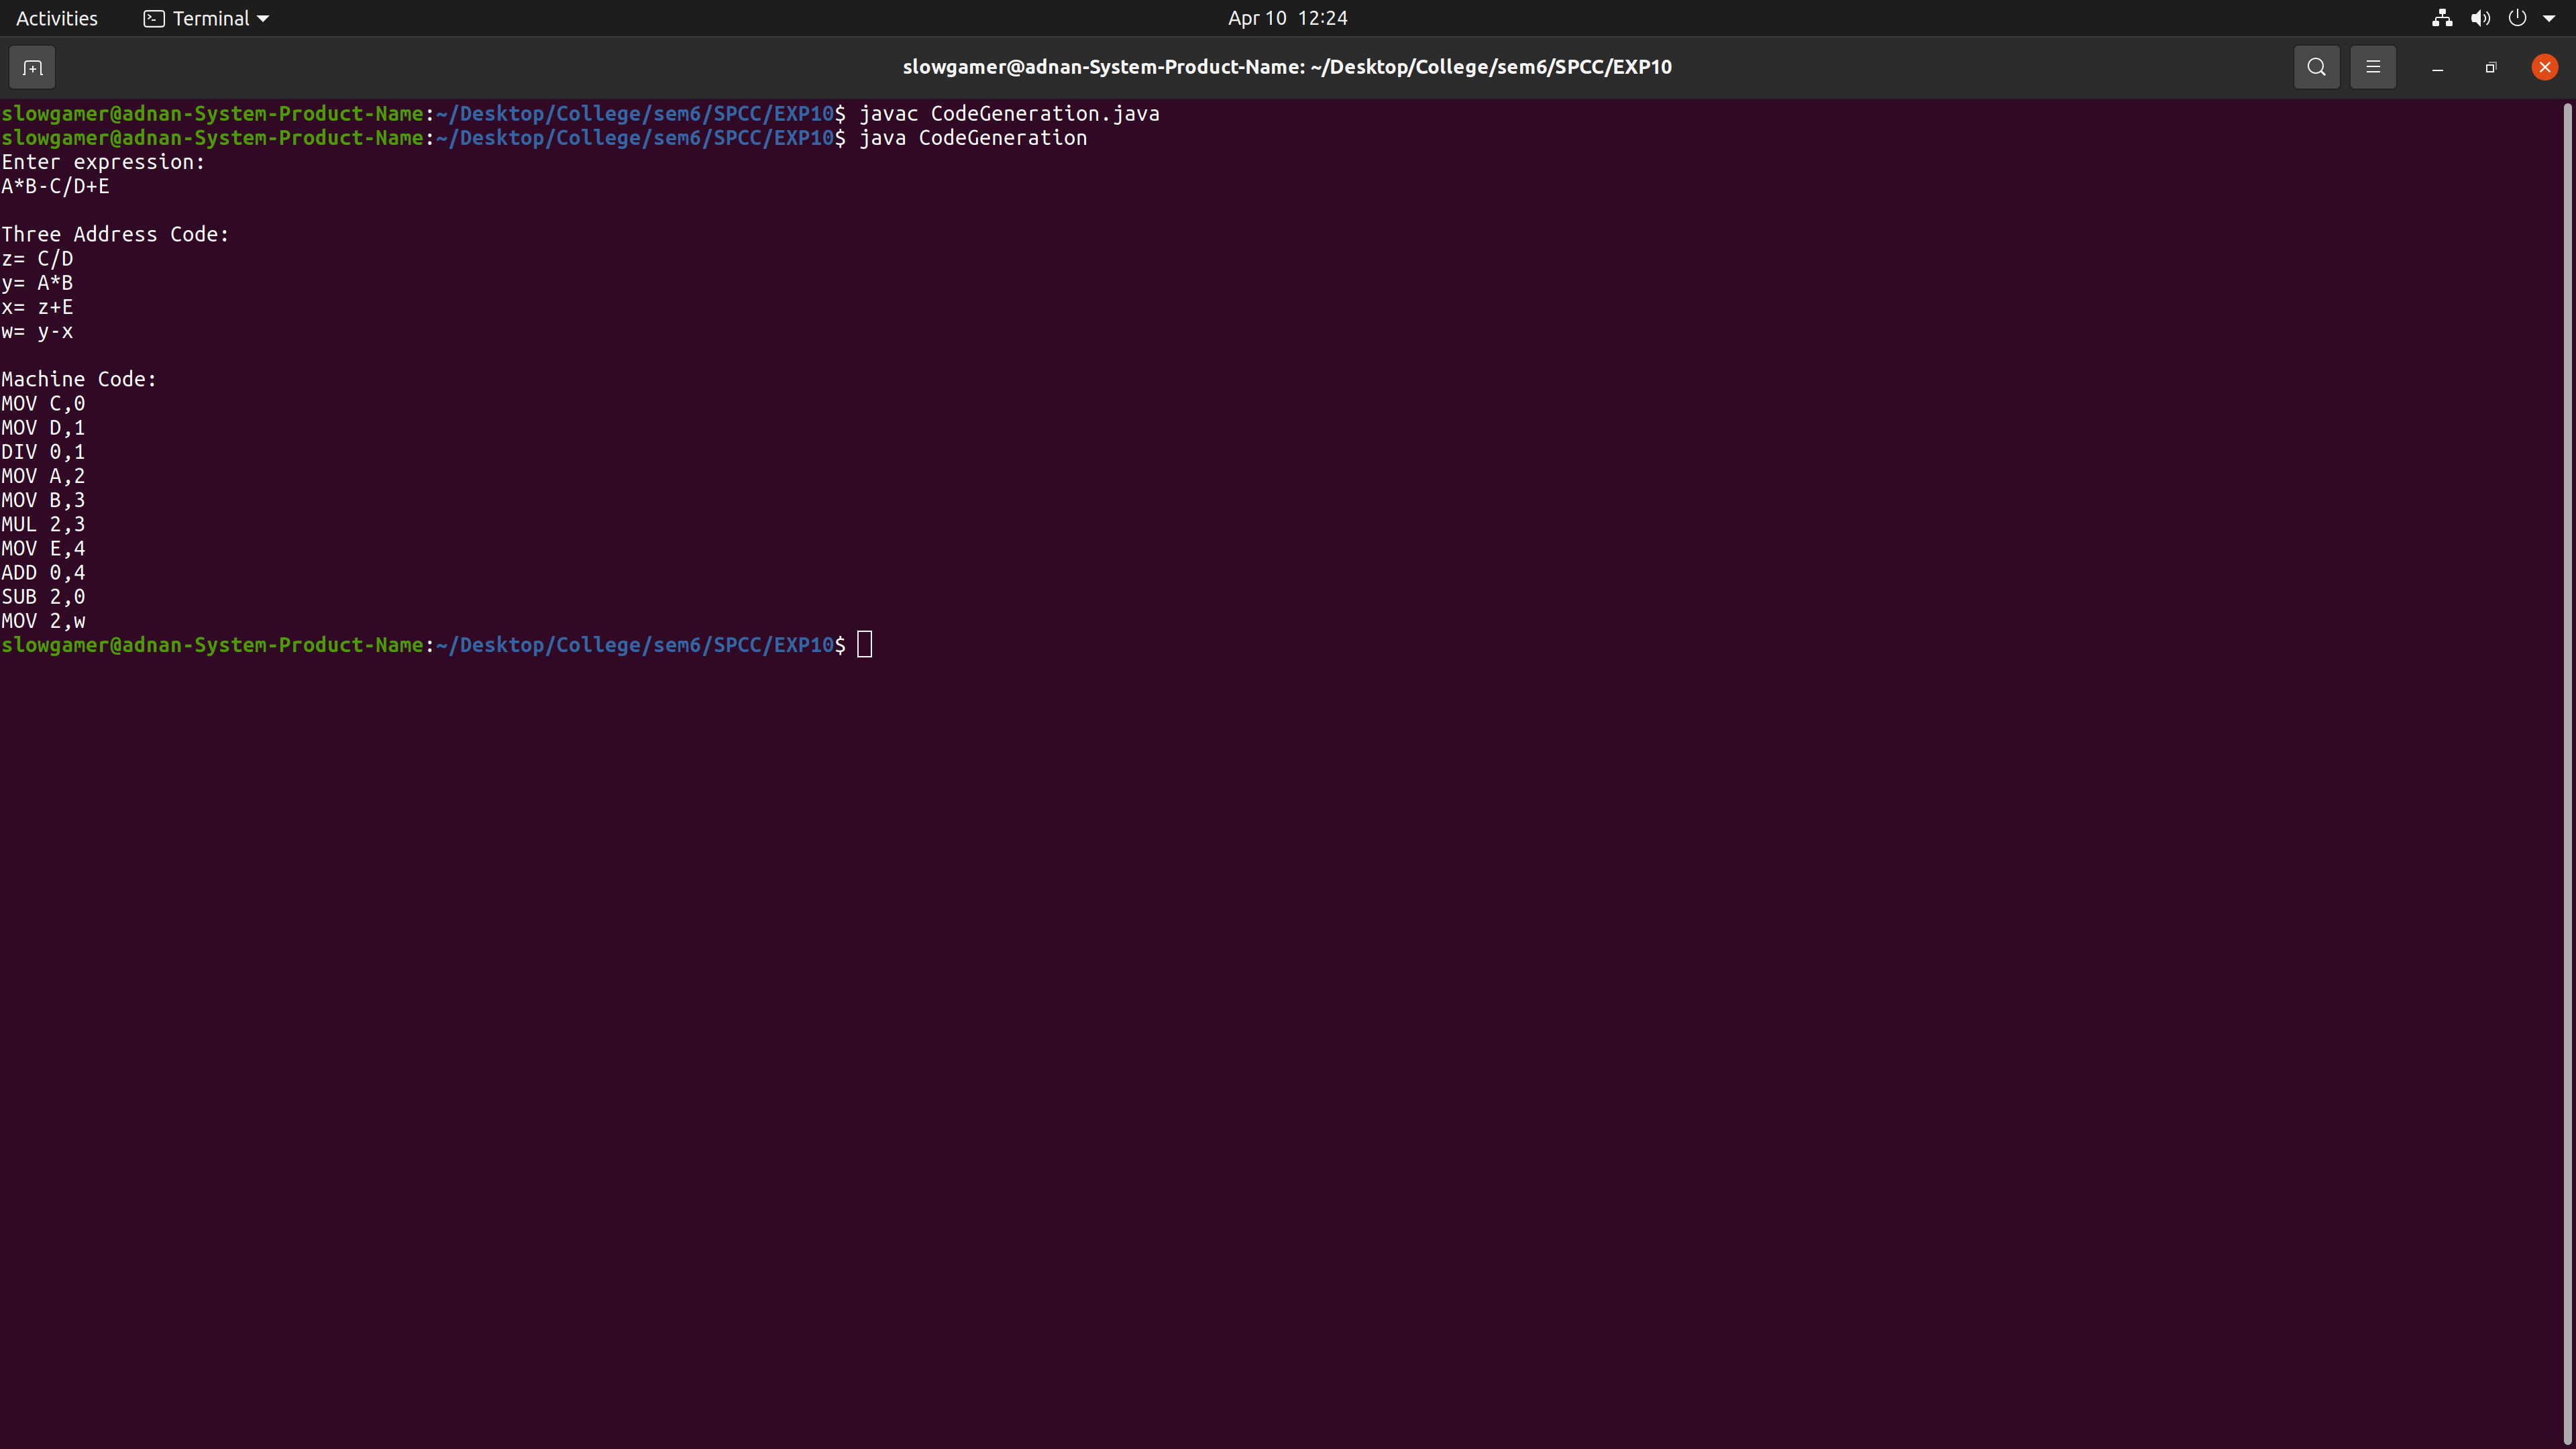 Activities Terminal Apr 10 12:24
slowgamer@adnan-System-Product-Name: ~/Desktop/College/sem6/SPCC/EXP10
slowgamer@adnan-System-Product-Name:~/Desktop/College/sem6/SPCC/EXP10$ javac CodeGeneration.java
slowgamer@adnan-System-Product-Name:~/Desktop/College/sem6/SPCC/EXP10$ java CodeGeneration
Enter expression:
A*B-C/D+E
Three Address Code:
z= C/D
y= A*B
x= z+E
w= y-x
Machine Code:
MOV C,0
MOV D,1
DIV 0,1
MOV A,2
MOV B,3
MUL 2,3
MOV E,4
ADD 0,4
SUB 2,0
MOV 2,w
slowgamer@adnan-System-Product-Name:~/Desktop/College/sem6/SPCC/EXP10$